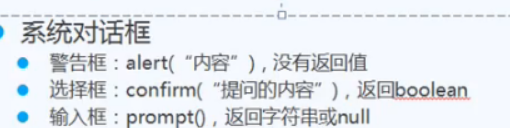 系统对话框
警告框：alert(“内容”)，没有返回值
选择框：confirm(“提问的内容”)，返回boolean
输入框：prompt()，返回字符串或null